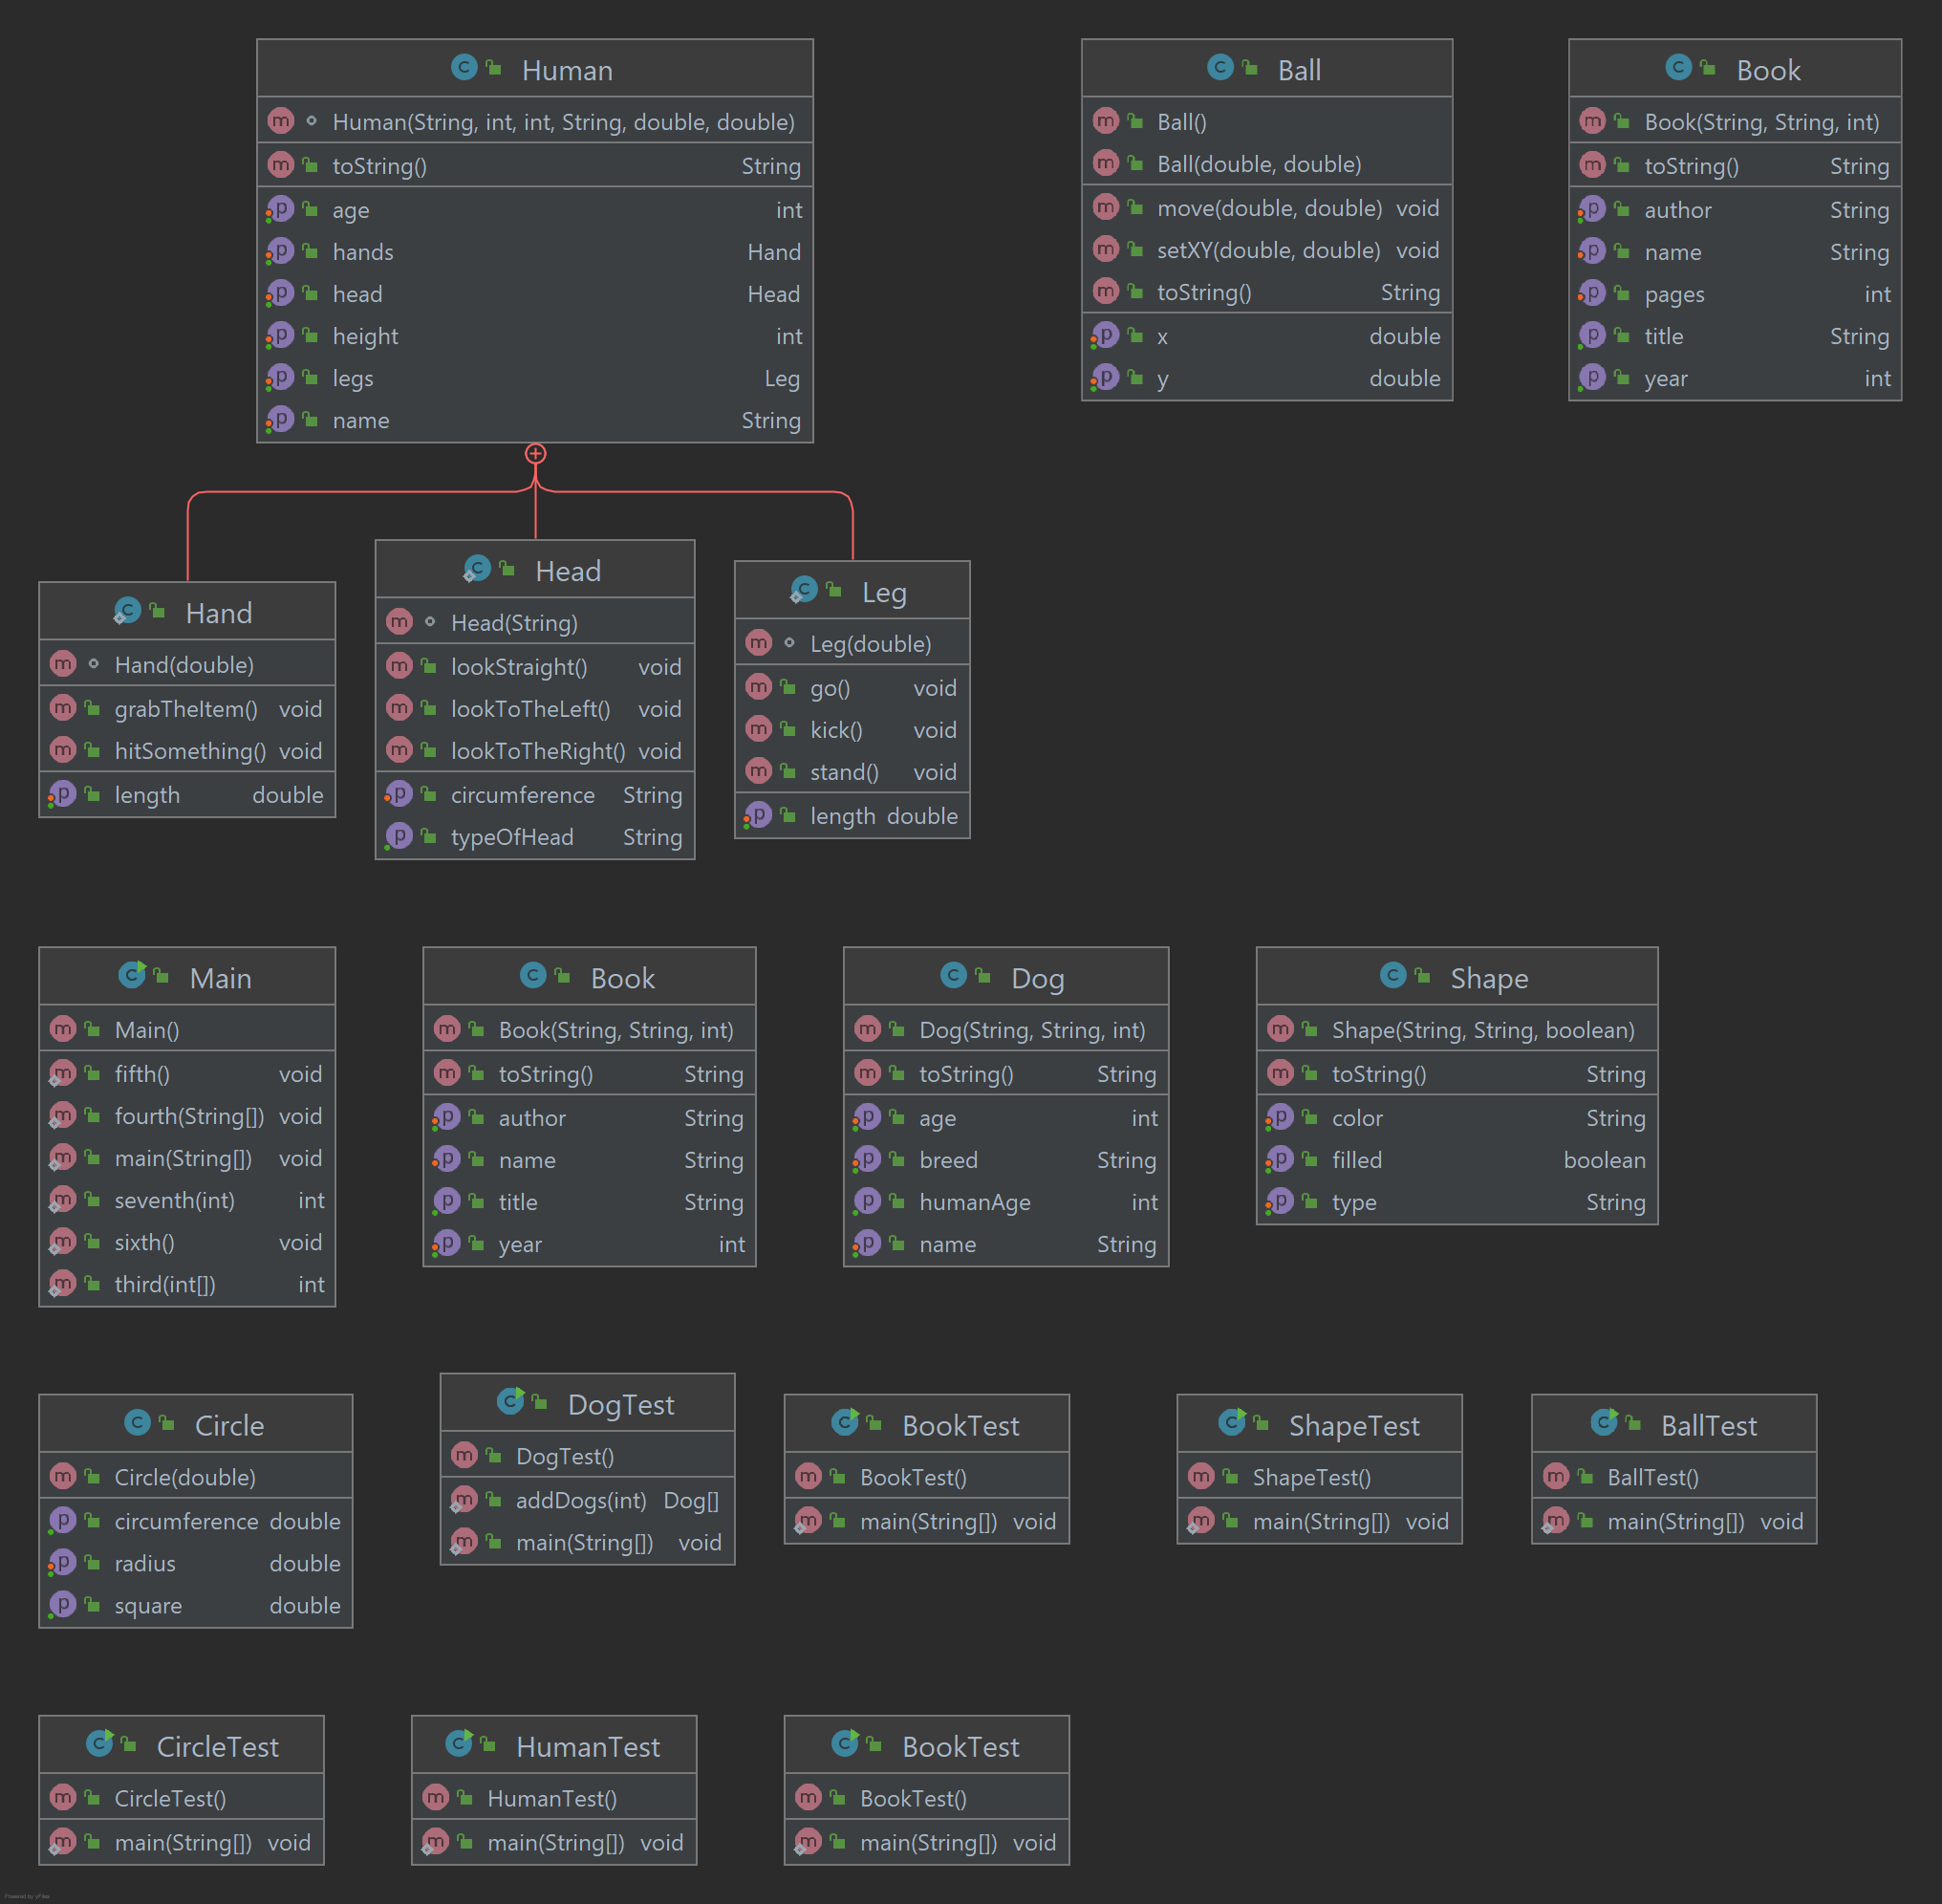 Human
Human(String, int, int, String, double, double)
toString() String
age int
hands Hand
head Head
height int
legs Leg
name String
Ball
Ball()
Ball(double, double)
move(double, double) void
setXY(double, double) void
toString() String
x double
y double
Book
Book(String, String, int)
toString() String
author String
name String
pages int
title String
year int
Hand
Hand(double)
grabTheItem() void
hitSomething() void
length double
Head
Head(String)
lookStraight() void
lookToTheLeft() void
lookToTheRight() void
circumference String
typeOfHead String
Leg
Leg(double)
go() void
kick() void
stand() void
length double
Main
Main()
fifth() void
fourth(String[]) void
main(String[]) void
seventh(int) int
sixth() void
third(int[]) int
Book
Book(String, String, int)
toString() String
author String
name String
title String
year int
Dog
Dog(String, String, int)
toString() String
age int
breed String
humanAge int
name String
Shape
Shape(String, String, boolean)
toString() String
color String
filled boolean
type String
Circle
Circle(double)
circumference double
radius double
square double
DogTest
DogTest()
addDogs(int) Dog[]
main(String[]) void
BookTest
BookTest()
main(String[]) void
ShapeTest
ShapeTest()
main(String[]) void
BallTest
BallTest()
main(String[]) void
CircleTest
CircleTest()
main(String[]) void
HumanTest
HumanTest()
main(String[]) void
BookTest
BookTest()
main(String[]) void
Powered by yFiles